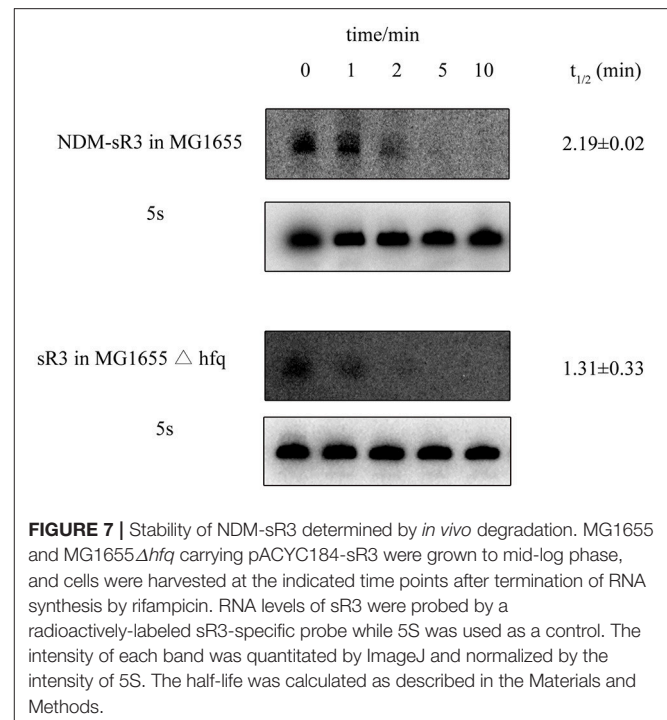 time/min
0 1 2 5 10 t1/2 (min)
NDM-sR3 in MG1655 2.19±0.02
5s
sR3 in MG1655 △ hfq 1.31±0.33
5s
FIGURE 7 | Stability of NDM-sR3 determined by in vivo degradation. MG1655
and MG1655Δhfq carrying pACYC184-sR3 were grown to mid-log phase,
and cells were harvested at the indicated time points after termination of RNA
synthesis by rifampicin. RNA levels of sR3 were probed by a
radioactively-labeled sR3-specific probe while 5S was used as a control. The
intensity of each band was quantitated by ImageJ and normalized by the
intensity of 5S. The half-life was calculated as described in the Materials and
Methods.